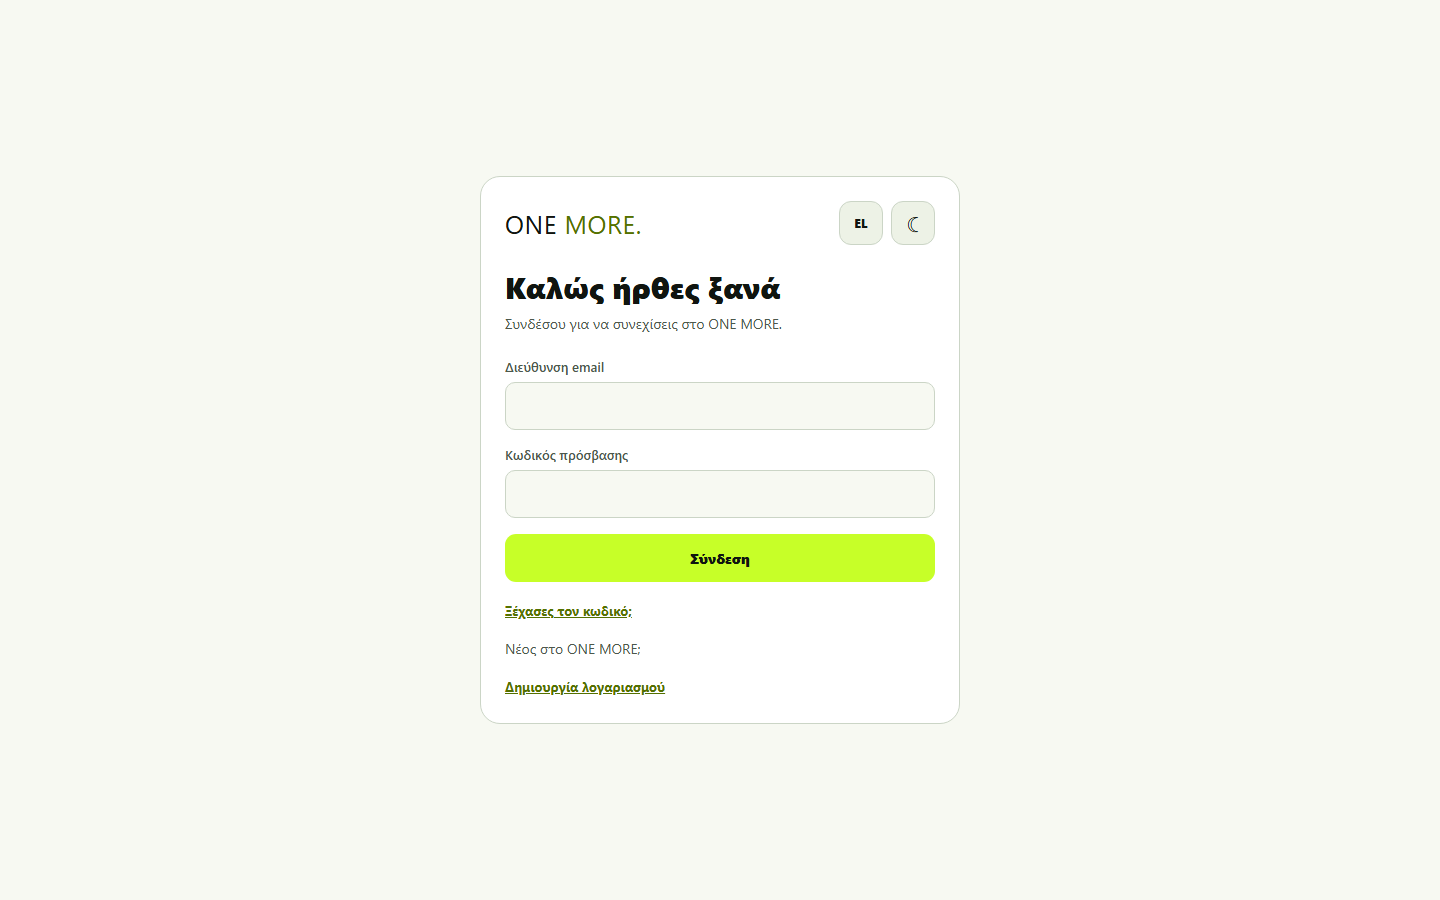 ONE MORE.
EL
Καλώς ήρθες ξανά
Συνδέσου για να συνεχίσεις στο ONE MORE.
Διεύθυνση email
Κωδικός πρόσβασης
Σύνδεση
Ξέχασες τον κωδικό;
Νέος στο ONE MORE;
Δημιουργία λογαριασμού